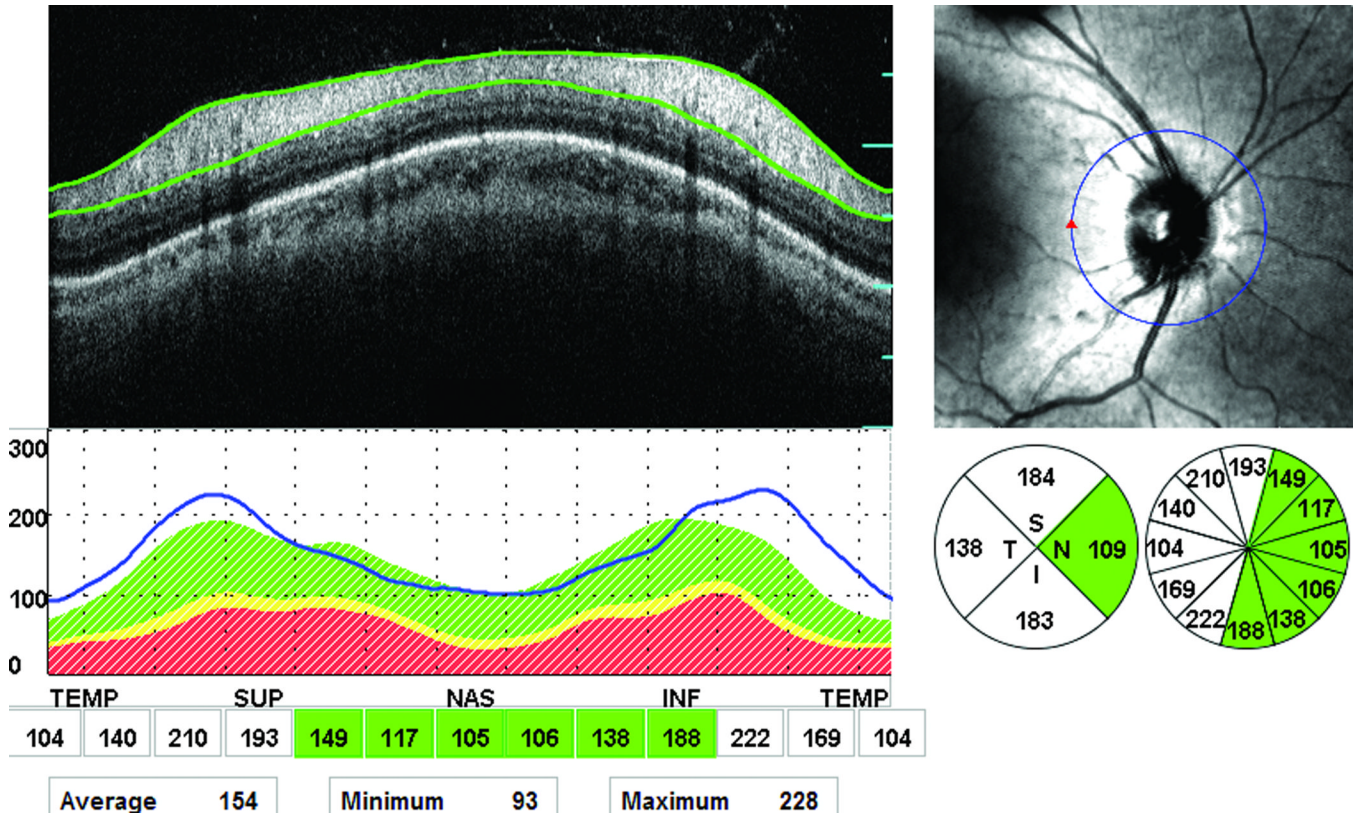 300
200
100
0
TEMP SUP NAS INF TEMP
104 140 210 193 149 117 105 106 138 188 222 169 104
Average 154 Minimum 93 Maximum 228
184
S
138 T N 109
I
183
193
210 149
140 117
104 105
169 106
222 138
188